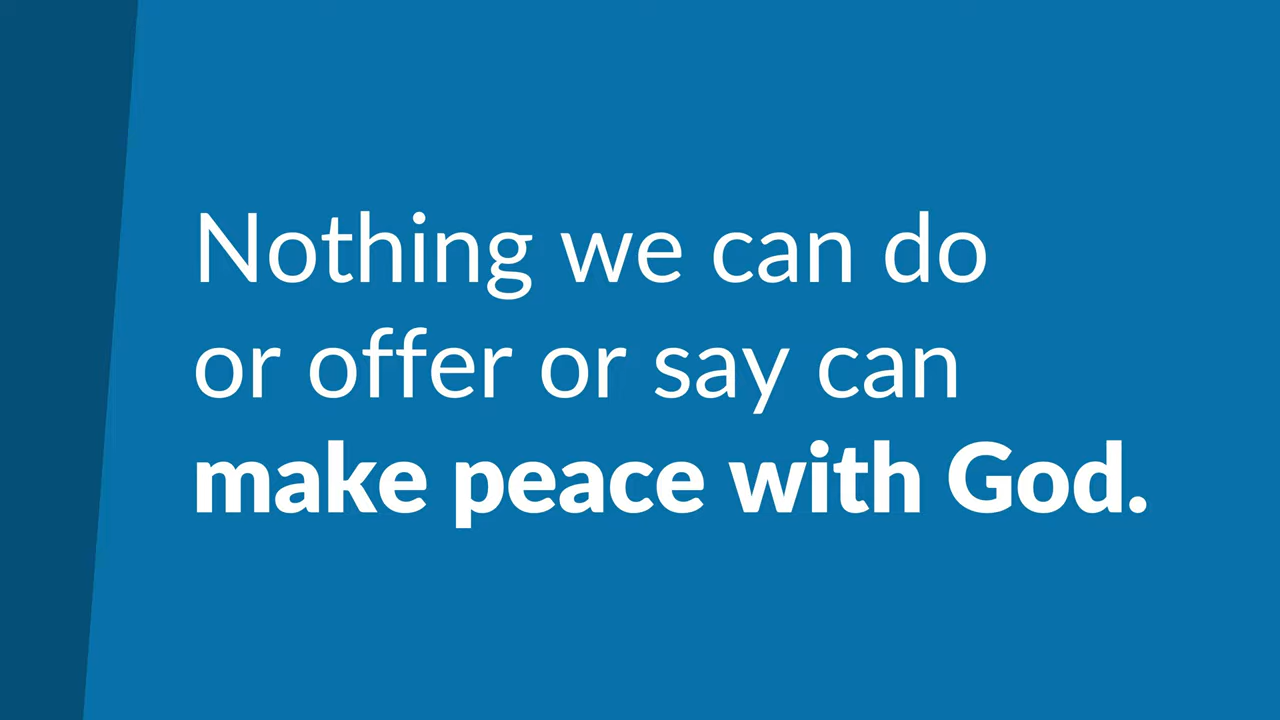 Nothing we can do
or offer or say can
make peace with God.